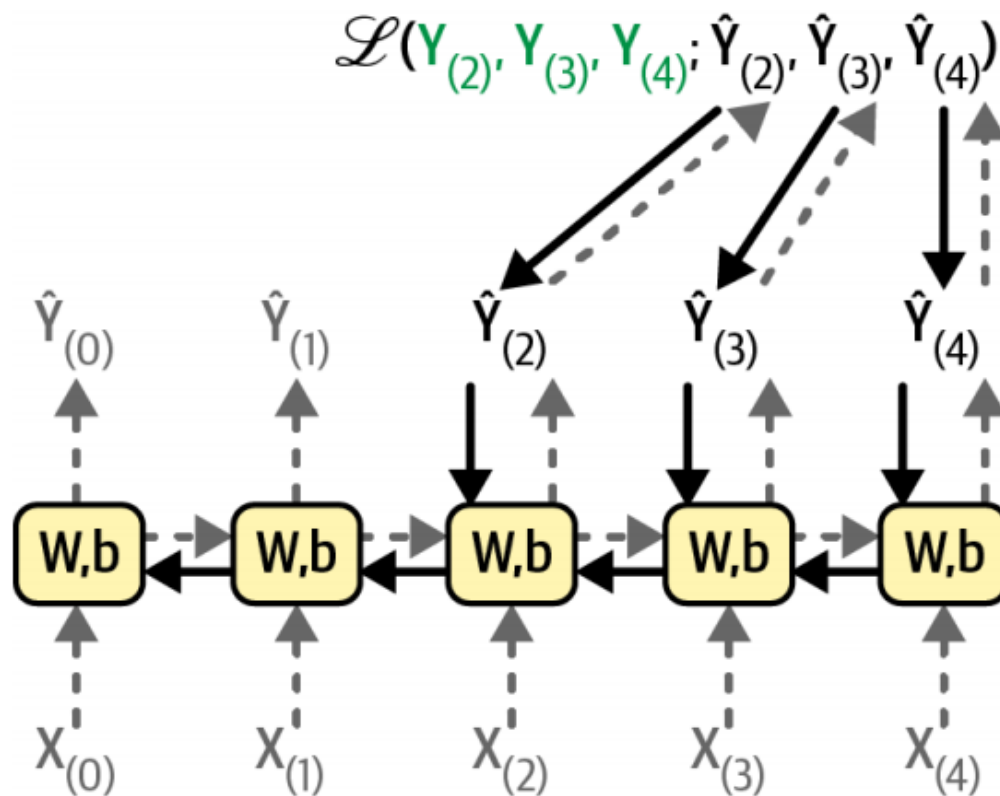 ℒ(Y(2), Y(3), Y(4); Ŷ(2), Ŷ(3), Ŷ(4))
Ŷ(0) Ŷ(1) Ŷ(2) Ŷ(3) Ŷ(4)
W,b W,b W,b W,b W,b
X(0) X(1) X(2) X(3) X(4)